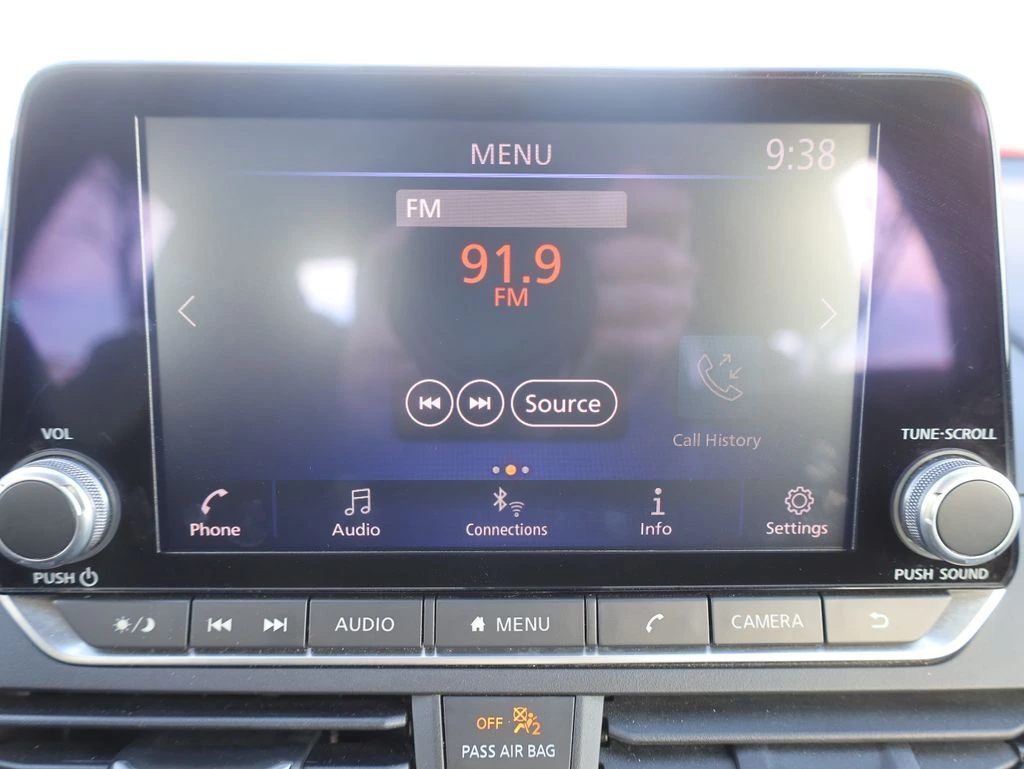 MENU
9:38
FM
91.9
FM
Source
Call History
VOL
TUNE-SCROLL
Phone
Audio
Connections
Info
Settings
PUSH
PUSH SOUND
AUDIO
MENU
CAMERA
OFF 2
PASS AIR BAG